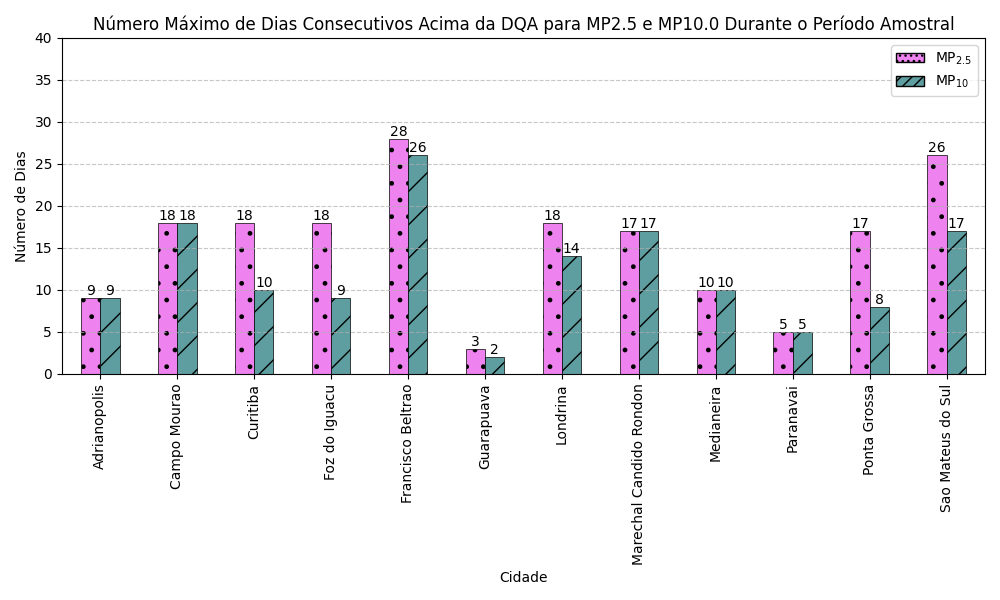 Número Máximo de Dias Consecutivos Acima da DQA para MP2.5 e MP10.0 Durante o Período Amostral
Número de Dias
40
35
30
25
20
15
10
5
0
MP2.5
MP10
9 9
18 18
18 10
18 9
28 26
3 2
18 14
17 17
10 10
5 5
17 8
26 17
Adrianopolis
Campo Mourao
Curitiba
Foz do Iguacu
Francisco Beltrao
Guarapuava
Londrina
Marechal Candido Rondon
Medianeira
Paranavai
Ponta Grossa
Sao Mateus do Sul
Cidade